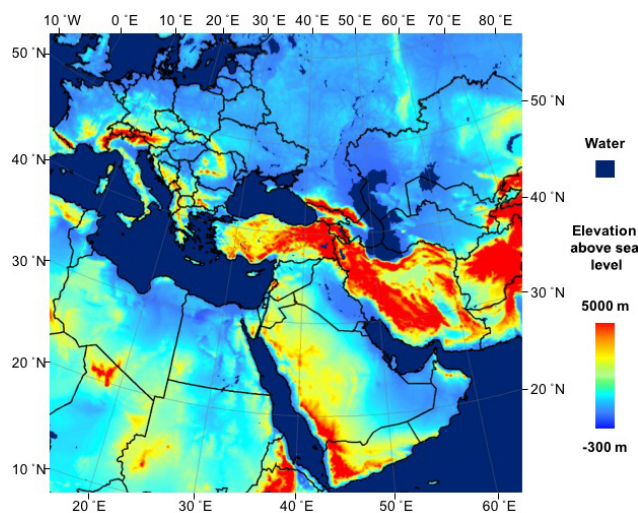 10 °W 0 °E 10 °E 20 °E 30 °E 40 °E 50 °E 60 °E 70 °E 80 °E
50 °N
40 °N
30 °N
20 °N
10 °N
50 °N
40 °N
30 °N
20 °N
20 °E 30 °E 40 °E 50 °E 60 °E
Water
Elevation
above sea
level
5000 m
-300 m